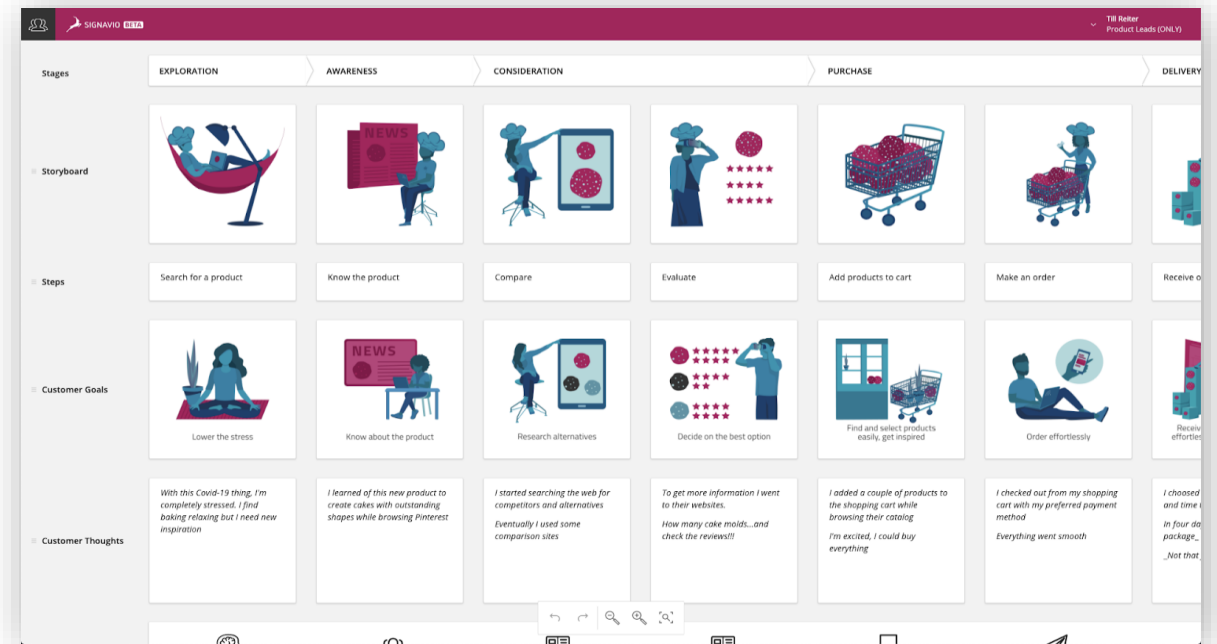 SIGNAVIO BETA
Till Reiter
Product Leads (ONLY)
Stages
EXPLORATION
AWARENESS
CONSIDERATION
PURCHASE
DELIVERY
Storyboard
NEWS
Steps
Search for a product
Know the product
Compare
Evaluate
Add products to cart
Make an order
Receive o
Customer Goals
Lower the stress
NEWS
Know about the product
Research alternatives
Decide on the best option
Find and select products
easily, get inspired
Order effortlessly
Receiv
effortles
Customer Thoughts
With this Covid-19 thing, I'm
completely stressed. I find
baking relaxing but I need new
inspiration
I learned of this new product to
create cakes with outstanding
shapes while browsing Pinterest
I started searching the web for
competitors and alternatives
Eventually I used some
comparison sites
To get more information I went
to their websites.
How many cake molds...and
check the reviews!!!
I added a couple of products to
the shopping cart while
browsing their catalog
I'm excited, I could buy
everything
I checked out from my shopping
cart with my preferred payment
method
Everything went smooth
I choosed
and time
In four da
package_
_Not that